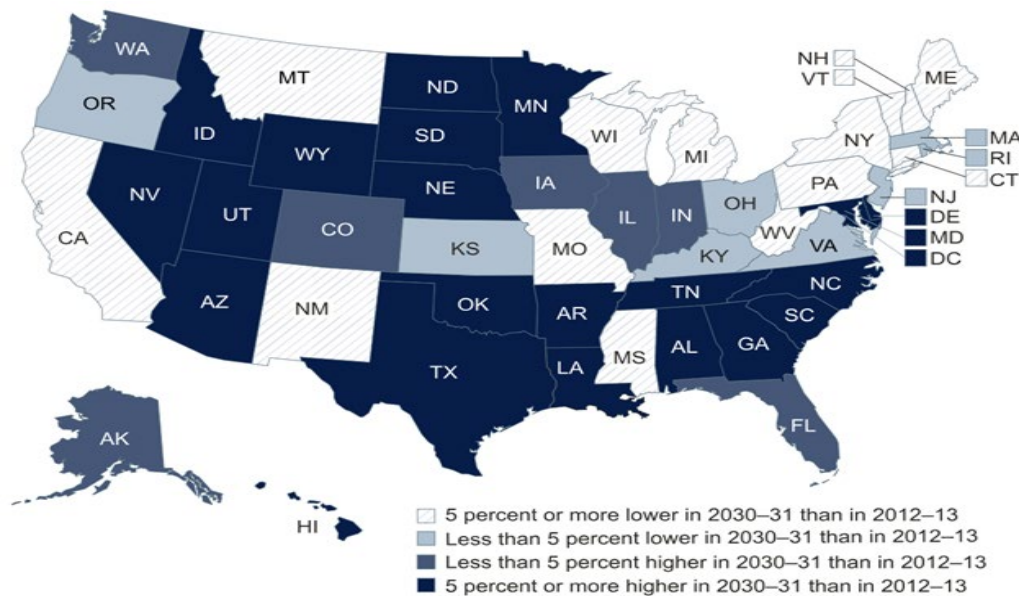 WA
MT
ND
MN
NH
VT
ME
OR
ID
SD
WI
MI
NY
MA
RI
CT
WY
NE
IA
PA
NJ
NV
UT
CO
IL
IN
OH
DE
WV
MD
CA
KS
MO
KY
VA
DC
AZ
NM
OK
AR
TN
NC
SC
TX
LA
MS
AL
GA
AK
FL
HI
5 percent or more lower in 2030–31 than in 2012–13
Less than 5 percent lower in 2030–31 than in 2012–13
Less than 5 percent higher in 2030–31 than in 2012–13
5 percent or more higher in 2030–31 than in 2012–13